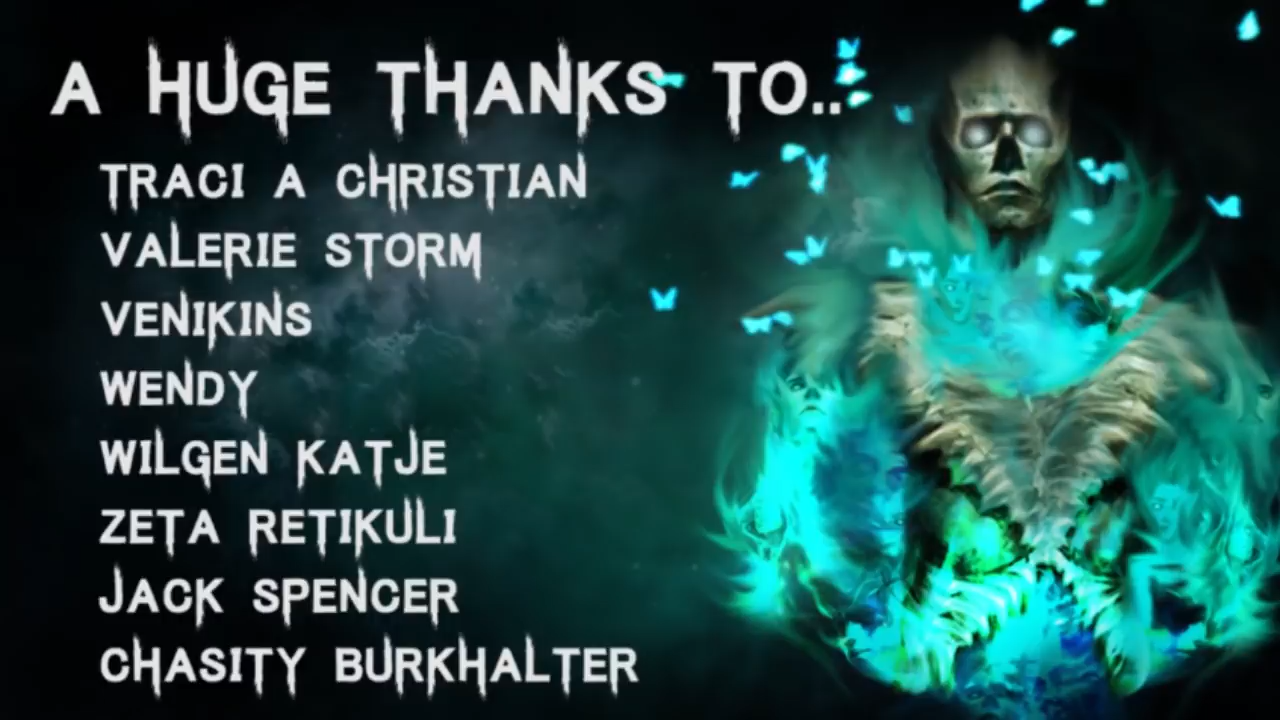 A HUGE THANKS TO..
TRACI A CHRISTIAN
VALERIE STORM
VENIKINS
WENDY
WILGEN KATJE
ZETA RETIKULI
JACK SPENCER
CHASITY BURKHALTER